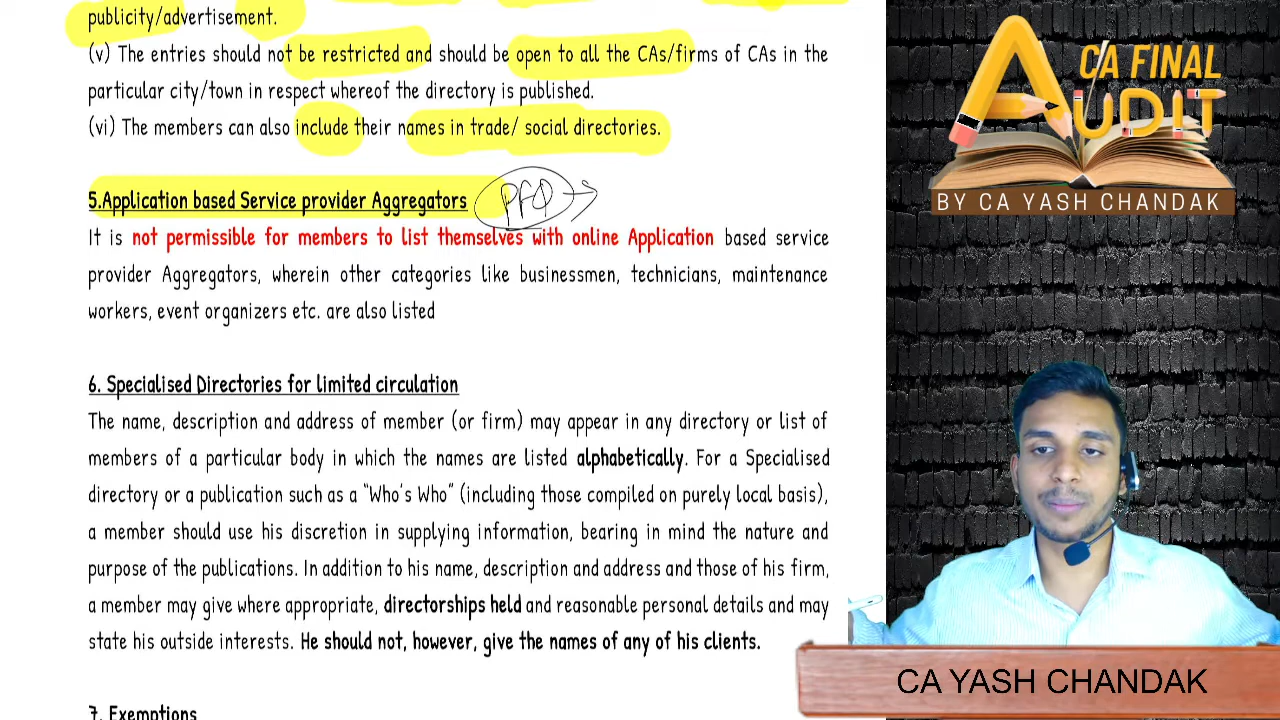 publicity/advertisement.
(v) The entries should not be restricted and should be open to all the CAs/firms of CAs in the
particular city/town in respect whereof the directory is published.
(vi) The members can also include their names in trade/ social directories.
5.Application based Service provider Aggregators
It is not permissible for members to list themselves with online Application based service
provider Aggregators, wherein other categories like businessmen, technicians, maintenance
workers, event organizers etc. are also listed
6. Specialised Directories for limited circulation
The name, description and address of member (or firm) may appear in any directory or list of
members of a particular body in which the names are listed alphabetically. For a Specialised
directory or a publication such as a “Who's Who” (including those compiled on purely local basis),
a member should use his discretion in supplying information, bearing in mind the nature and
purpose of the publications. In addition to his name, description and address and those of his firm,
a member may give where appropriate, directorships held and reasonable personal details and may
state his outside interests. He should not, however, give the names of any of his clients.
7. Exemptions
CA FINAL
AUDIT
BY CA YASH CHANDAK
CA YASH CHANDAK